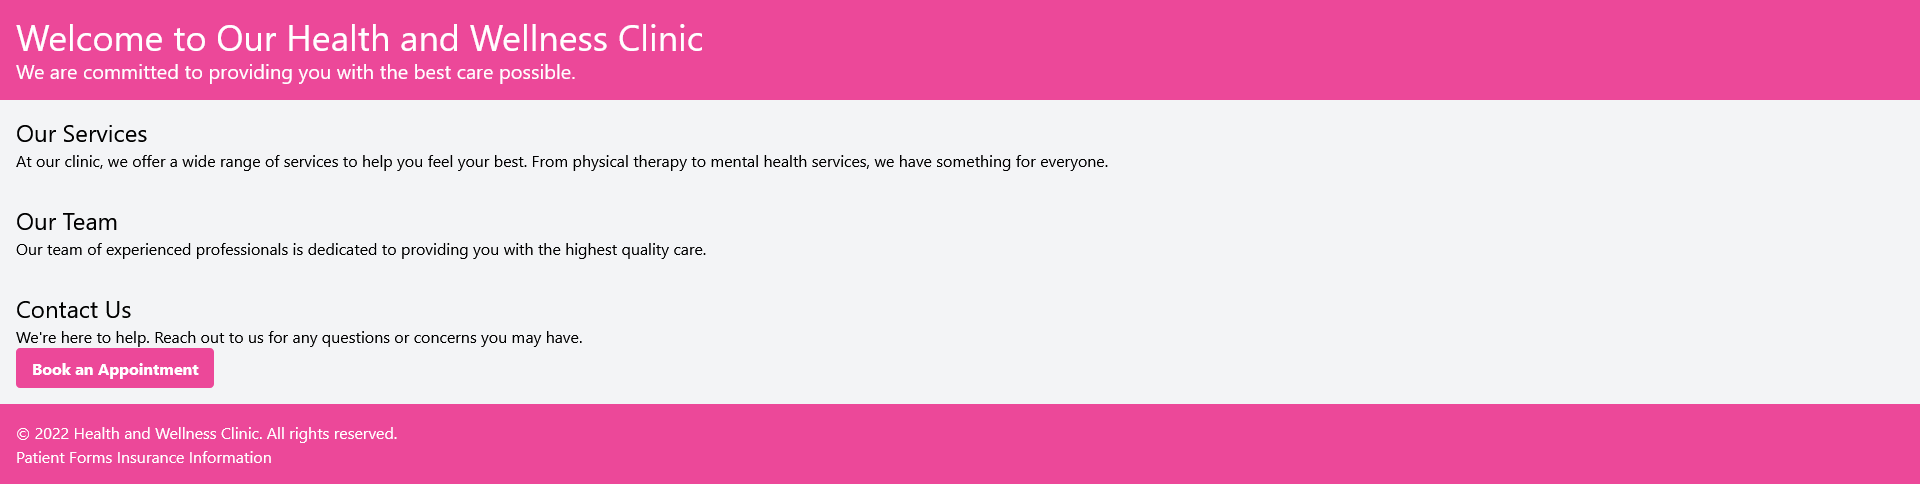 Welcome to Our Health and Wellness Clinic
We are committed to providing you with the best care possible.
Our Services
At our clinic, we offer a wide range of services to help you feel your best. From physical therapy to mental health services, we have something for everyone.
Our Team
Our team of experienced professionals is dedicated to providing you with the highest quality care.
Contact Us
We're here to help. Reach out to us for any questions or concerns you may have.
Book an Appointment
© 2022 Health and Wellness Clinic. All rights reserved.
Patient Forms Insurance Information